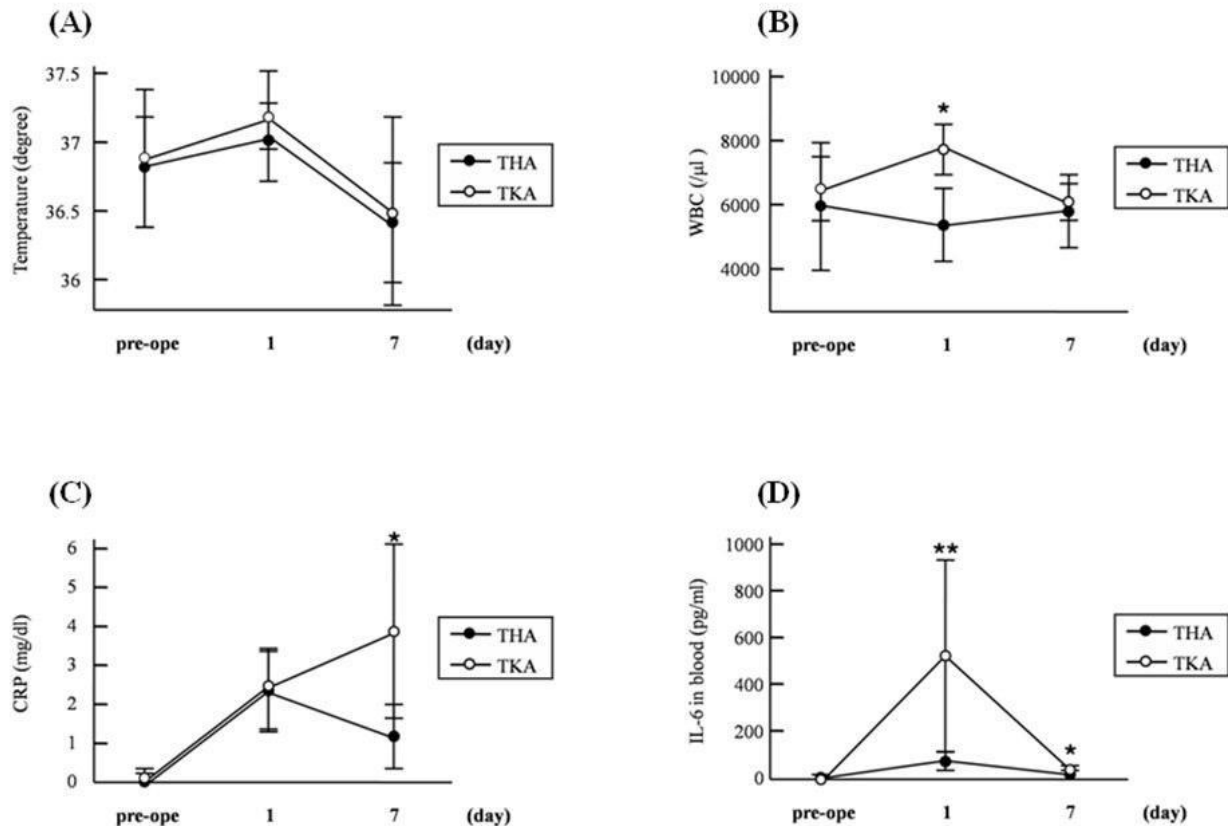 (A)
Temperature (degree)
37.5
37
36.5
36
pre-ope 1 7 (day)
THA
TKA
(B)
WBC (/μl )
10000
8000
6000
4000
*
pre-ope 1 7 (day)
THA
TKA
(C)
CRP (mg/dl)
6
5
4
3
2
1
0
*
pre-ope 1 7 (day)
THA
TKA
(D)
IL-6 in blood (pg/ml)
1000
800
600
400
200
0
**
*
pre-ope 1 7 (day)
THA
TKA